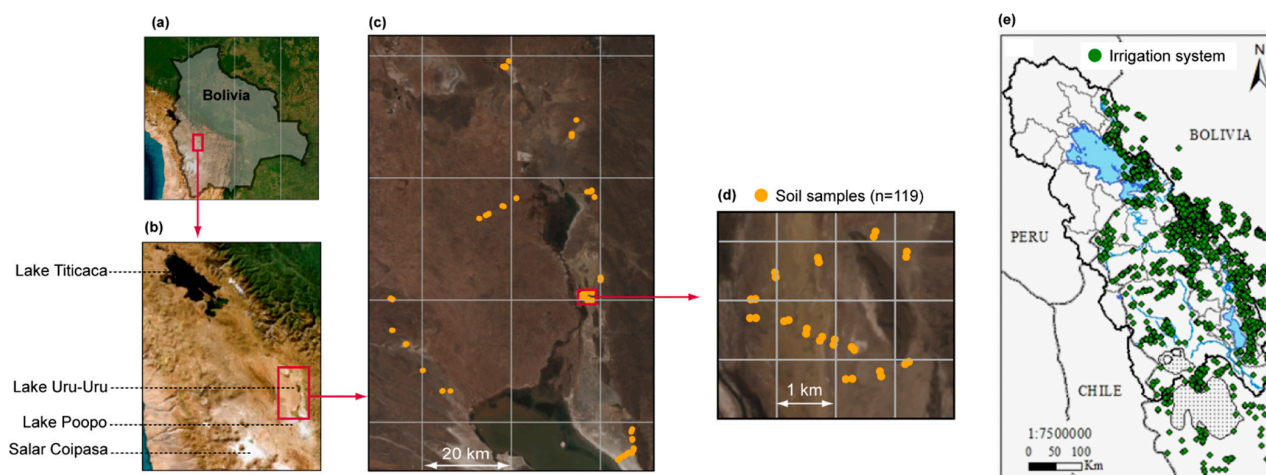 (a)
Bolivia
(b)
Lake Titicaca
Lake Uru-Uru
Lake Poopo
Salar Coipasa
(c)
20 km
(d)
Soil samples (n=119)
1 km
(e)
Irrigation system
N
BOLIVIA
PERU
CHILE
1:7500000
0 50 100
Km